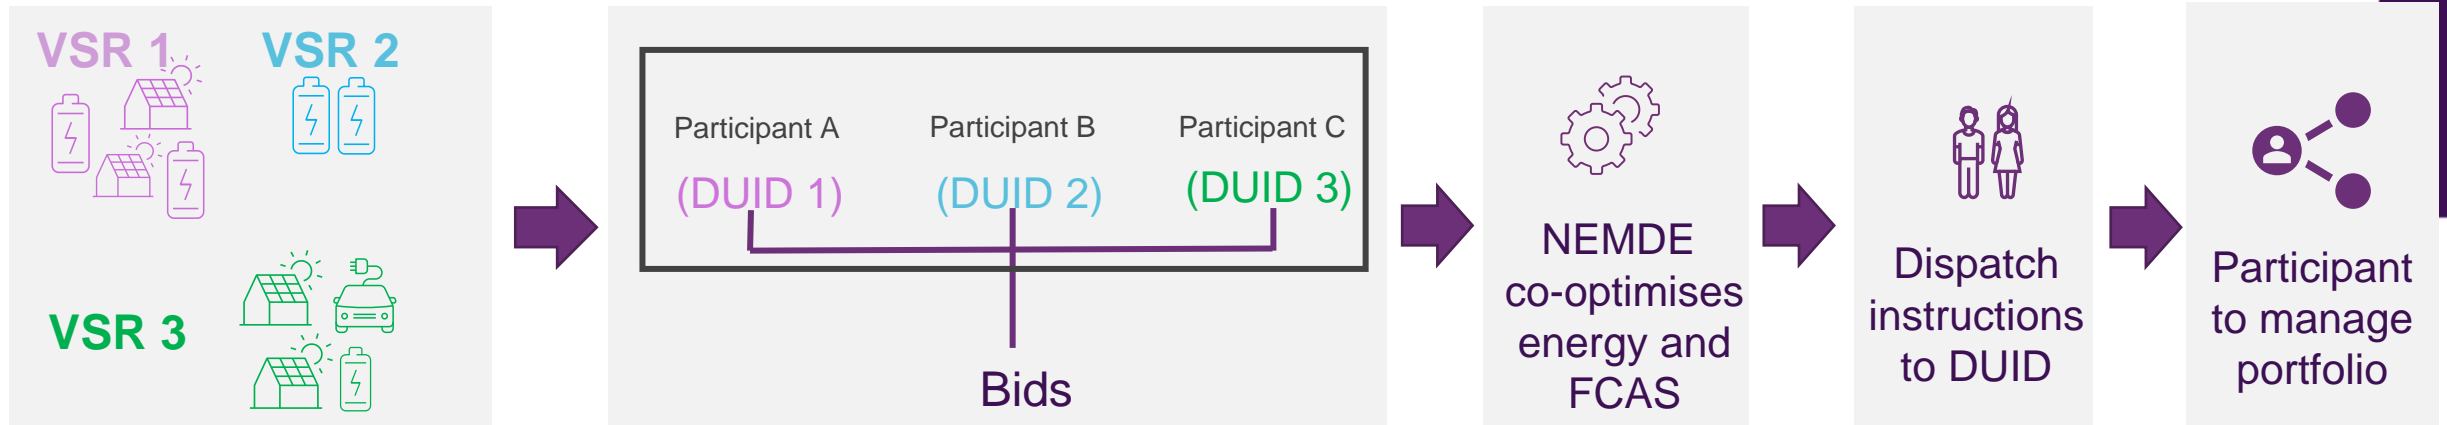 VSR 1
VSR 2
VSR 3
Participant A
Participant B
Participant C
(DUID 1)
(DUID 2)
(DUID 3)
Bids
NEMDE
co-optimises
energy and
FCAS
Dispatch
instructions
to DUID
Participant
to manage
portfolio